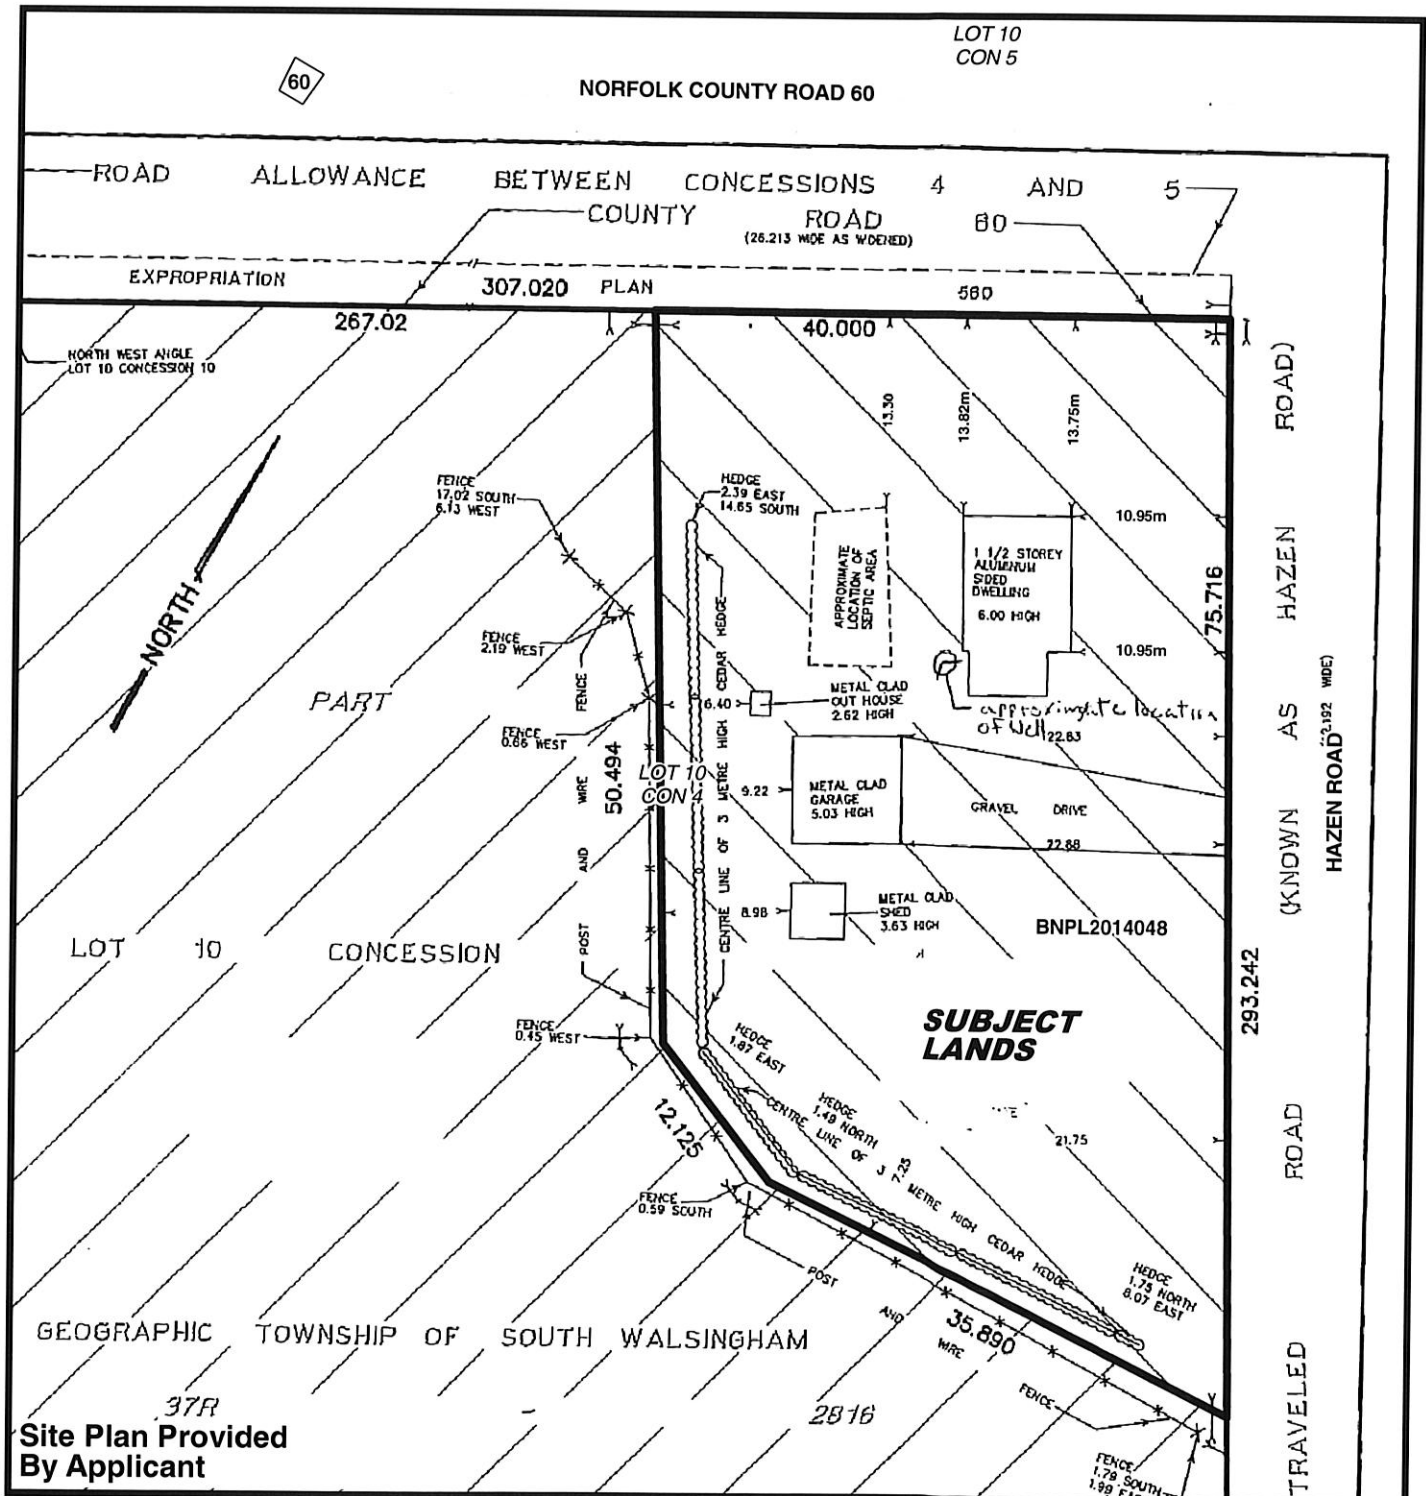 LOT 10
CON 5
60
NORFOLK COUNTY ROAD 60
ROAD ALLOWANCE BETWEEN CONCESSIONS 4 AND 5
COUNTY ROAD 60
(26.213 WIDE AS WIDENED)
EXPROPRIATION 307.020 PLAN 560
267.02
40.000
NORTH WEST ANGLE
LOT 10 CONCESSION 10
13.30
13.82m
13.75m
ROAD)
FENCE
17.02 SOUTH
6.13 WEST
HEDGE
2.39 EAST
14.65 SOUTH
10.95m
APPROXIMATE
LOCATION OF
SEPTIC AREA
1 1/2 STOREY
ALUMINUM
SIDED
DWELLING
6.00 HIGH
75.716
HAZEN
NORTH
FENCE
2.19 WEST
10.95m
PART
FENCE
0.66 WEST
6.40
METAL CLAD
OUT HOUSE
2.62 HIGH
approximate location
of Well
22.83
AS
HAZEN ROAD
WIDE)
50.494
LOT 10
CON 4
CENTRE LINE OF 3 METRE HIGH CEDAR HEDGE
9.22
METAL CLAD
GARAGE
5.03 HIGH
GRAVEL DRIVE
22.88
(KNOWN
POST AND WIRE FENCE
8.98
METAL CLAD
SHED
3.63 HIGH
BNPL2014048
LOT 10 CONCESSION
293.242
SUBJECT
LANDS
FENCE
0.45 WEST
HEDGE
1.87 EAST
HEDGE
1.49 NORTH
7.25
CENTRE LINE OF 3 METRE HIGH CEDAR HEDGE
21.75
ROAD
12.125
FENCE
0.59 SOUTH
HEDGE
1.75 NORTH
8.07 EAST
POST AND WIRE FENCE
35.890
GEOGRAPHIC TOWNSHIP OF SOUTH WALSINGHAM
TRAVELED
37R 2816
Site Plan Provided
By Applicant
FENCE
1.79 SOUTH
1.99